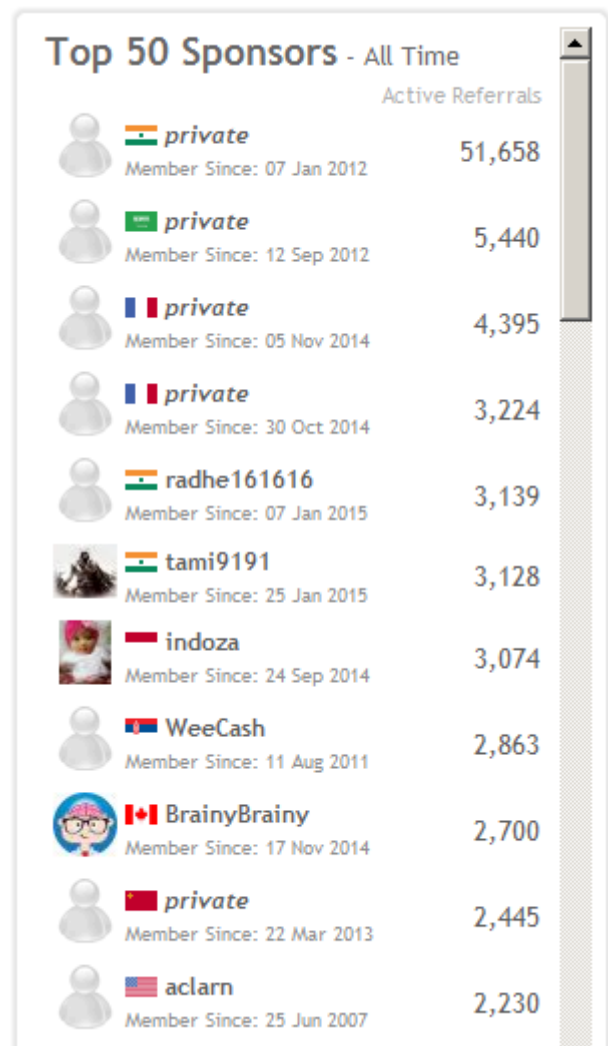 Top 50 Sponsors - All Time
Active Referrals
private
Member Since: 07 Jan 2012
51,658
private
Member Since: 12 Sep 2012
5,440
private
Member Since: 05 Nov 2014
4,395
private
Member Since: 30 Oct 2014
3,224
radhe161616
Member Since: 07 Jan 2015
3,139
tami9191
Member Since: 25 Jan 2015
3,128
indoza
Member Since: 24 Sep 2014
3,074
WeeCash
Member Since: 11 Aug 2011
2,863
BrainyBrainy
Member Since: 17 Nov 2014
2,700
private
Member Since: 22 Mar 2013
2,445
aclarn
Member Since: 25 Jun 2007
2,230